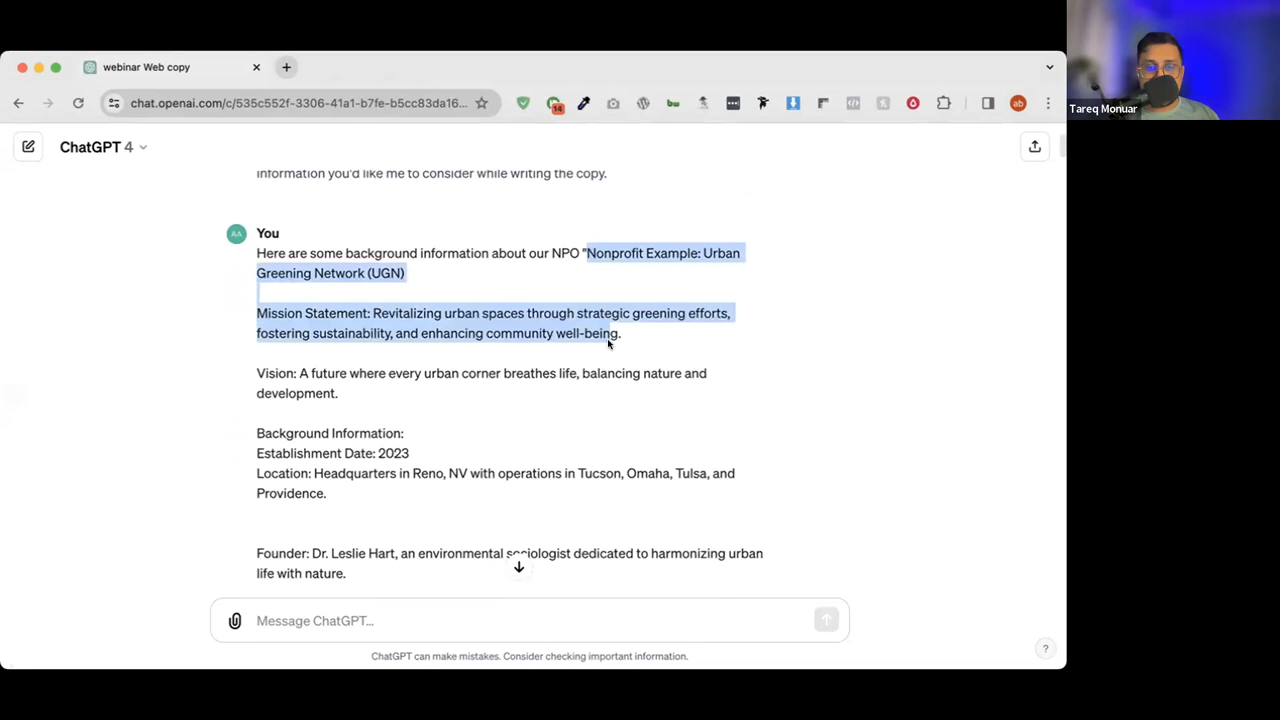 webinar Web copy
chat.openai.com/c/535c552f-3306-41a1-b7fe-b5cc83da16...
14
ab
Tareq Monuar
ChatGPT 4
information you'd like me to consider while writing the copy.
AA
You
Here are some background information about our NPO "Nonprofit Example: Urban
Greening Network (UGN)
Mission Statement: Revitalizing urban spaces through strategic greening efforts,
fostering sustainability, and enhancing community well-being.
Vision: A future where every urban corner breathes life, balancing nature and
development.
Background Information:
Establishment Date: 2023
Location: Headquarters in Reno, NV with operations in Tucson, Omaha, Tulsa, and
Providence.
Founder: Dr. Leslie Hart, an environmental sociologist dedicated to harmonizing urban
life with nature.
Message ChatGPT...
ChatGPT can make mistakes. Consider checking important information.
?